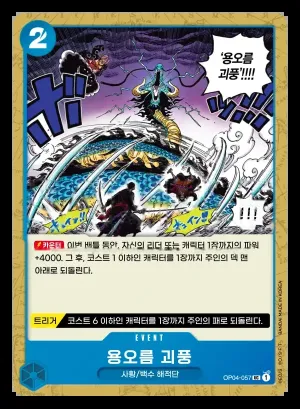 2
'용오름
괴풍'!!!!
!!!
카운터 이번 배틀 동안, 자신의 리더 또는 캐릭터 1장까지의 파워
+4000. 그 후, 코스트 1 이하인 캐릭터를 1장까지 주인의 덱 맨
아래로 되돌린다.
트리거 코스트 6 이하인 캐릭터를 1장까지 주인의 패로 되돌린다.
EVENT
용오름 괴풍
사황/백수 해적단
OP04-057 UC 1